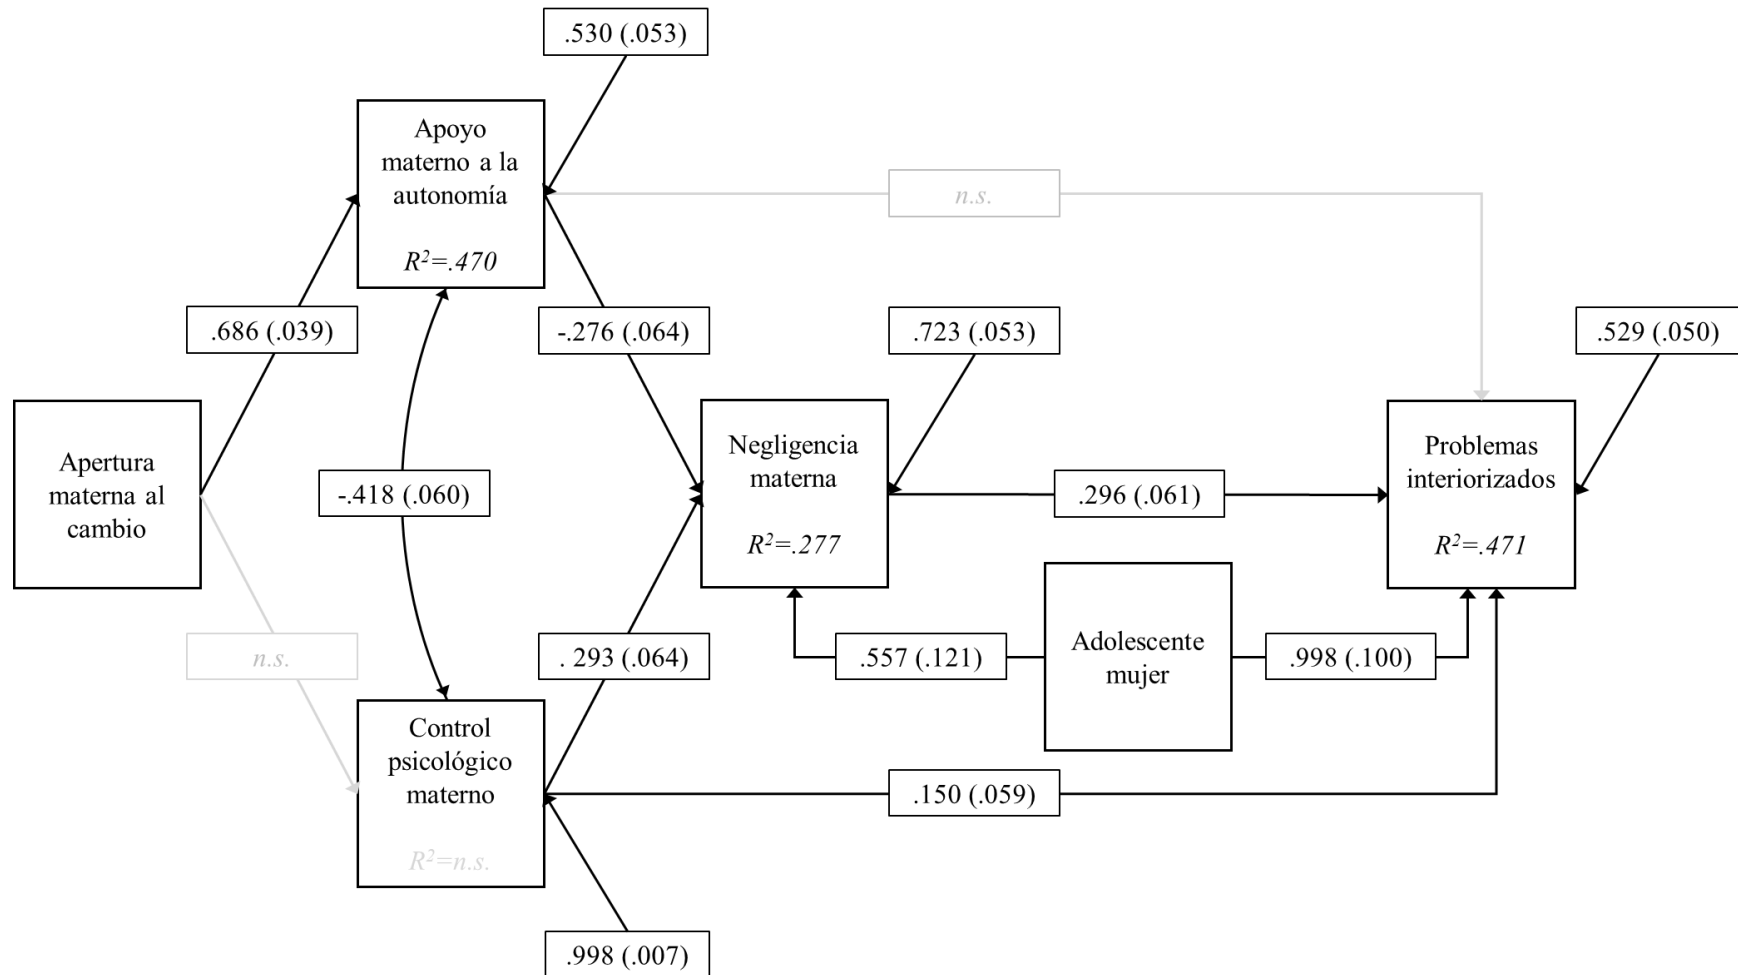 .530 (.053)
Apoyo
materno a la
autonomía
R²=.470
n.s.
.686 (.039)
-.276 (.064)
.723 (.053)
.529 (.050)
Apertura
materna al
cambio
-.418 (.060)
Negligencia
materna
R²=.277
.296 (.061)
Problemas
interiorizados
R²=.471
n.s.
. 293 (.064)
.557 (.121)
Adolescente
mujer
.998 (.100)
Control
psicológico
materno
R²=n.s.
.150 (.059)
.998 (.007)